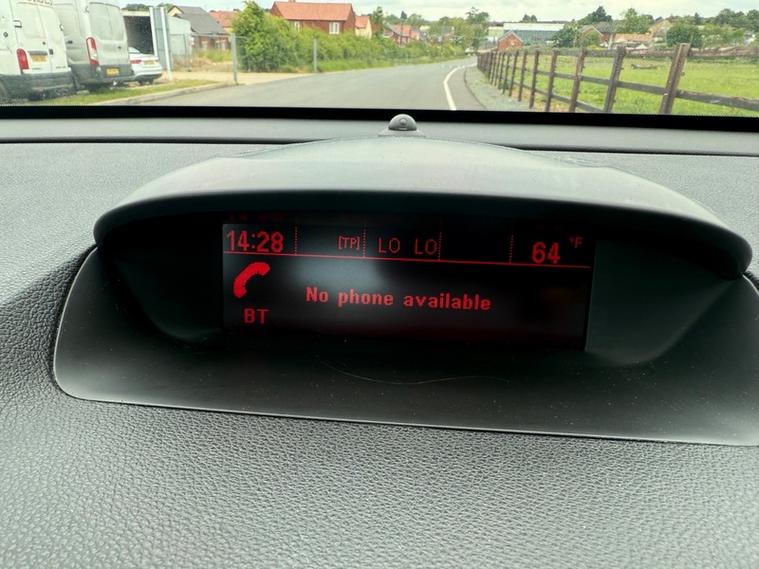 14:28 [TP] LO LO 64 °F
No phone available
BT